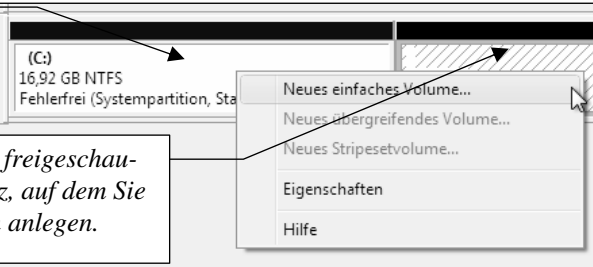 (C:)
16,92 GB NTFS
Fehlerfrei (Systempartition, Sta
Neues einfaches Volume...
Neues übergreifendes Volume...
Neues Stripesetvolume...
Eigenschaften
Hilfe
freigeschau-
z, auf dem Sie
anlegen.